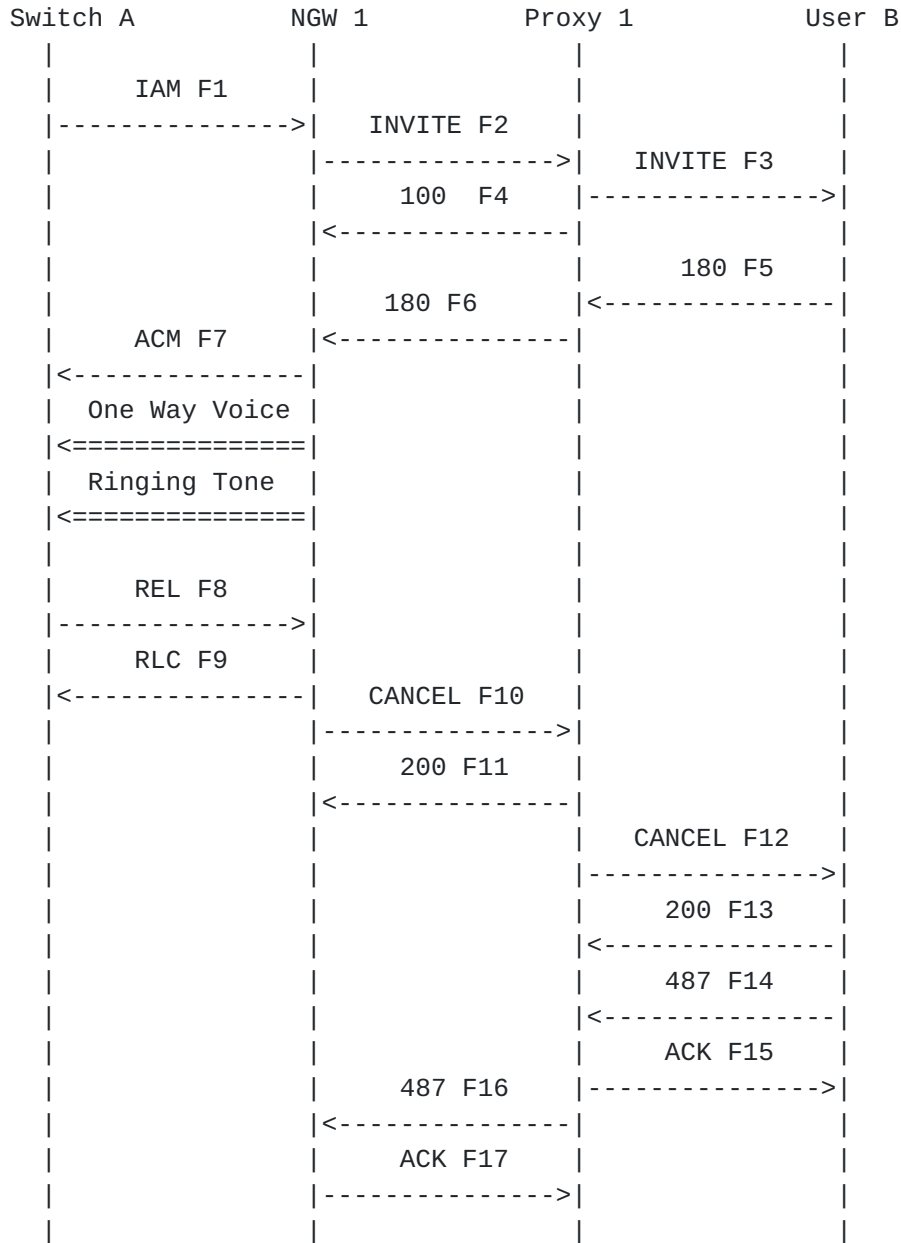 Switch A NGW 1 Proxy 1 User B
IAM F1
INVITE F2
INVITE F3
100 F4
180 F5
180 F6
ACM F7
One Way Voice
Ringing Tone
REL F8
RLC F9
CANCEL F10
200 F11
CANCEL F12
200 F13
487 F14
ACK F15
487 F16
ACK F17